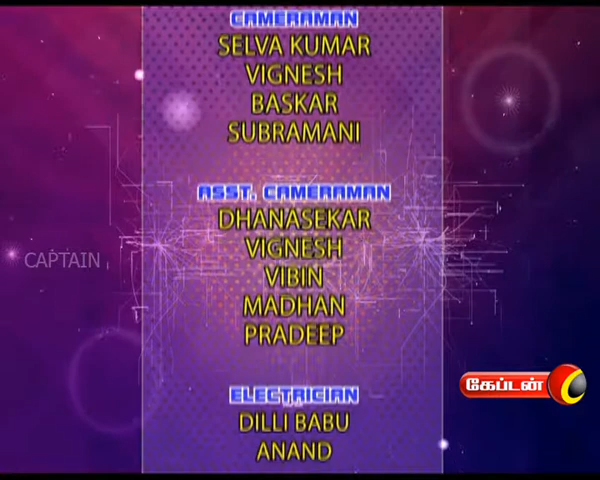 CAMERAMAN
SELVA KUMAR
VIGNESH
BASKAR
SUBRAMANI
ASST. CAMERAMAN
DHANASEKAR
VIGNESH
VIBIN
MADHAN
PRADEEP
ELECTRICIAN
DILLI BABU
ANAND
CAPTAIN
கேப்டன்